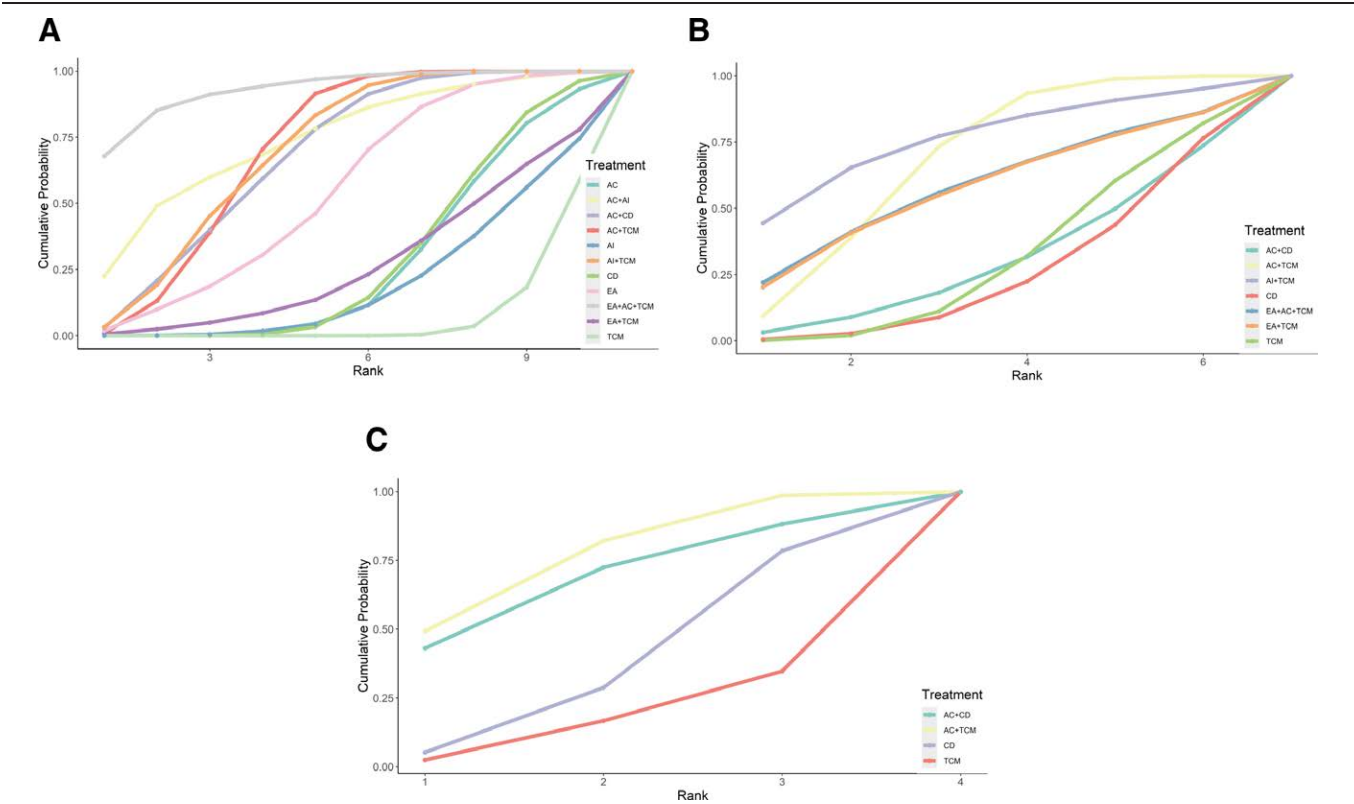 A
Cumulative Probability
1.00
0.75
0.50
0.25
0.00
3
6
9
Rank
Treatment
AC
AC+AI
AC+CD
AC+TCM
AI
AI+TCM
CD
EA
EA+AC+TCM
EA+TCM
TCM
B
Cumulative Probability
1.00
0.75
0.50
0.25
0.00
2
4
6
Rank
Treatment
AC+CD
AC+TCM
AI+TCM
CD
EA+AC+TCM
EA+TCM
TCM
C
Cumulative Probability
1.00
0.75
0.50
0.25
0.00
1
2
3
4
Rank
Treatment
AC+CD
AC+TCM
CD
TCM